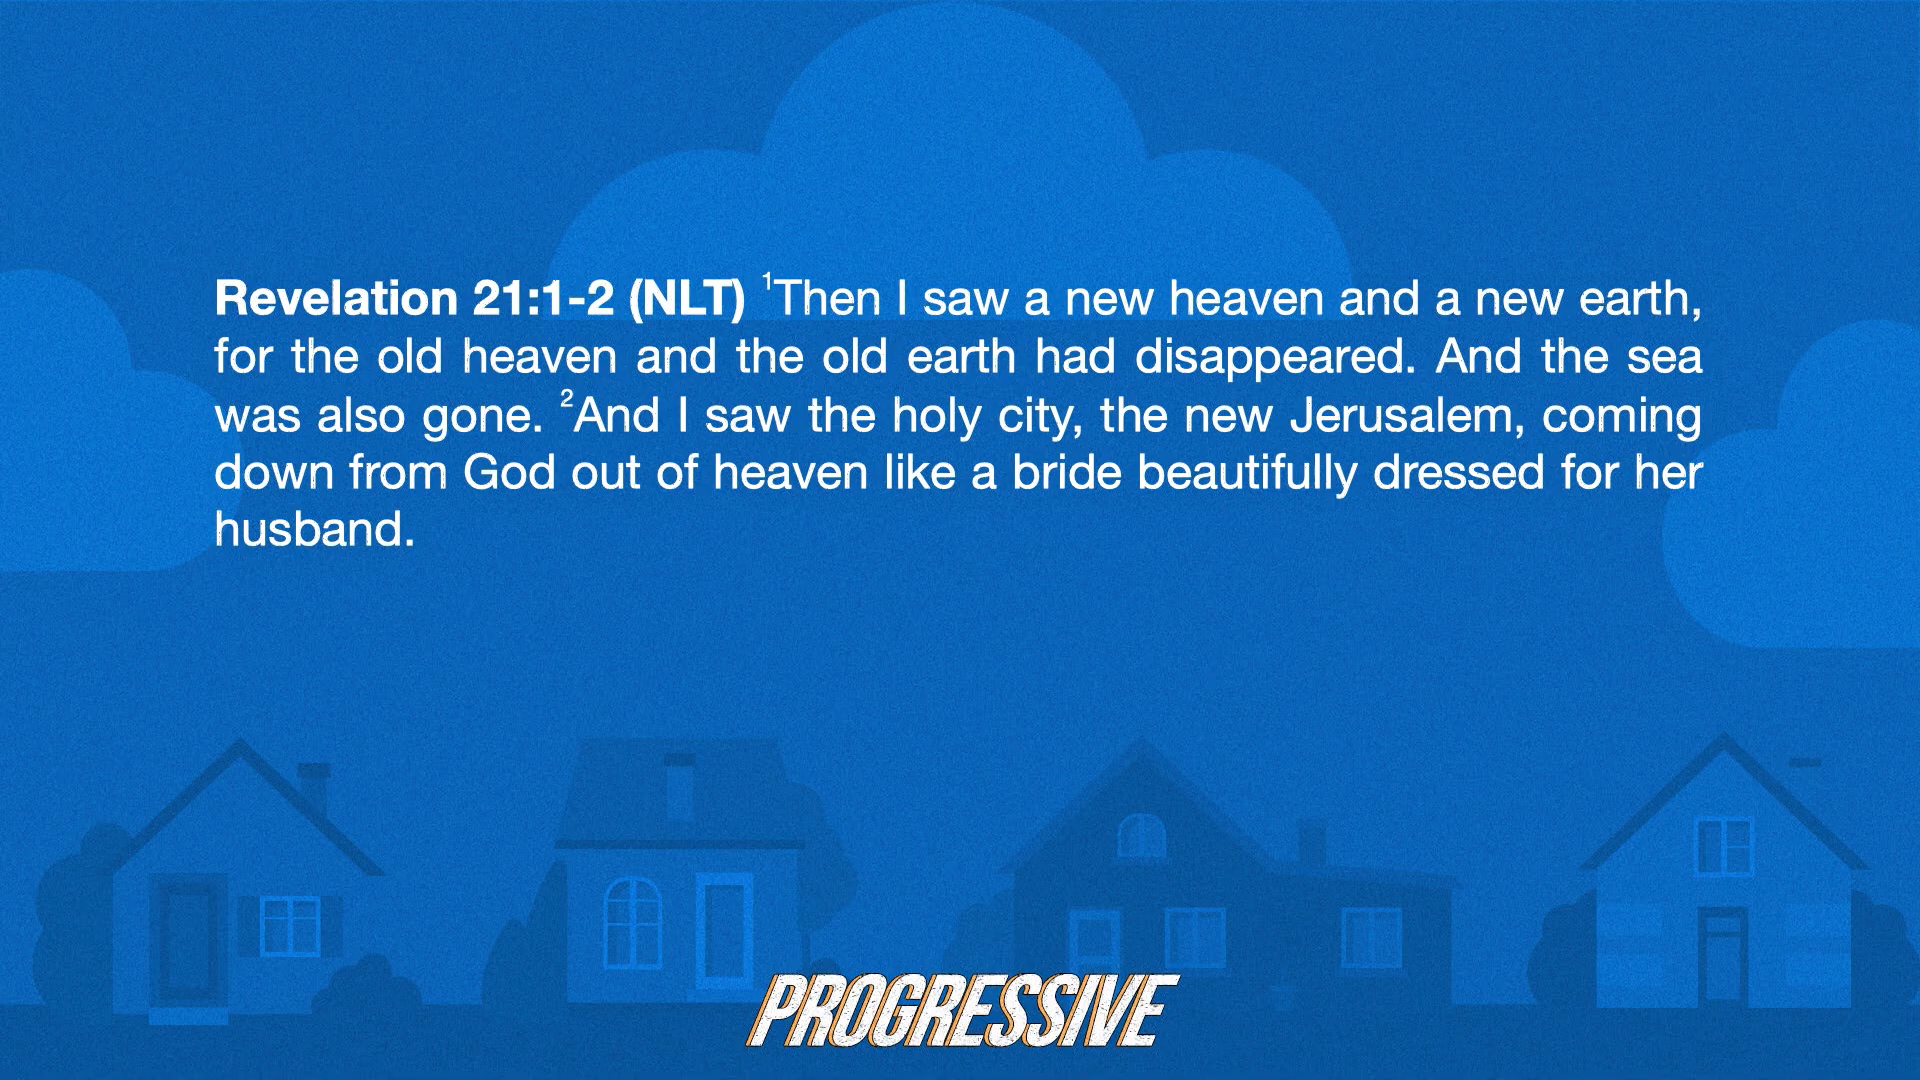 Revelation 21:1-2 (NLT) ¹Then I saw a new heaven and a new earth,
for the old heaven and the old earth had disappeared. And the sea
was also gone. ²And I saw the holy city, the new Jerusalem, coming
down from God out of heaven like a bride beautifully dressed for her
husband.
PROGRESSIVE